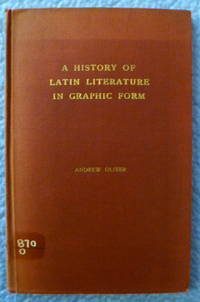 A HISTORY OF
LATIN LITERATURE
IN GRAPHIC FORM
ANDREW OLIVER
870
O